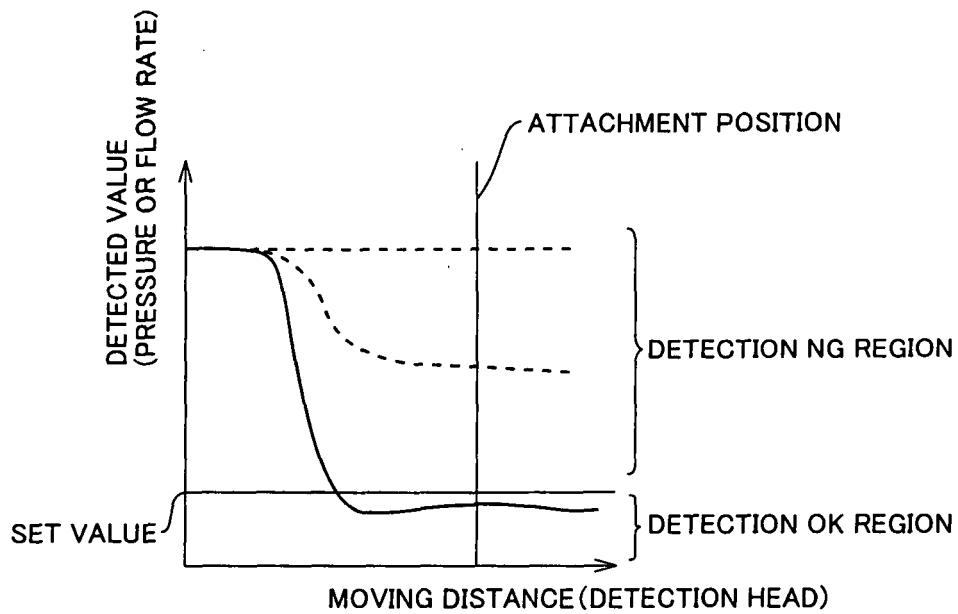 ATTACHMENT POSITION
DETECTED VALUE
(PRESSURE OR FLOW RATE)
DETECTION NG REGION
SET VALUE
DETECTION OK REGION
MOVING DISTANCE(DETECTION HEAD)